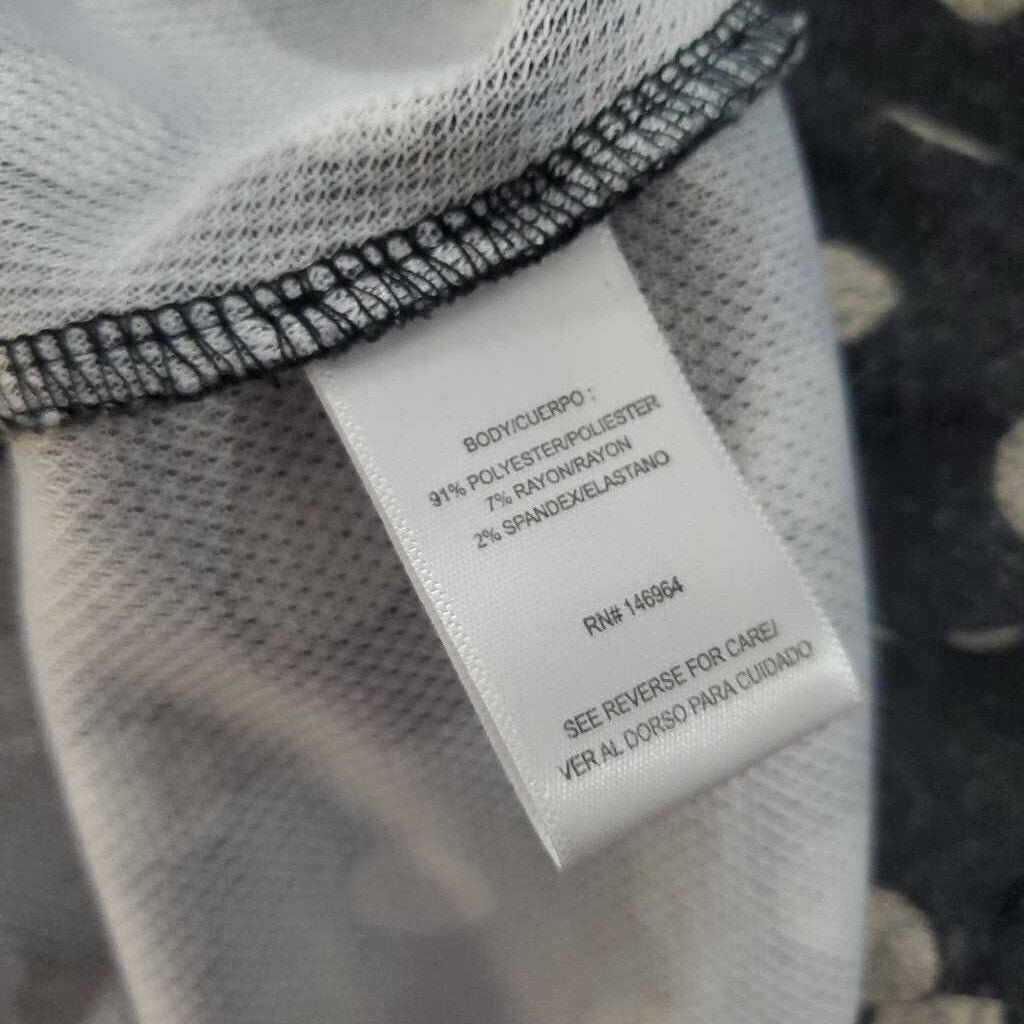 BODY/CUERPO :
91% POLYESTER/POLIESTER
7% RAYON/RAYON
2% SPANDEX/ELASTANO
RN# 146964
SEE REVERSE FOR CARE/
VER AL DORSO PARA CUIDADO